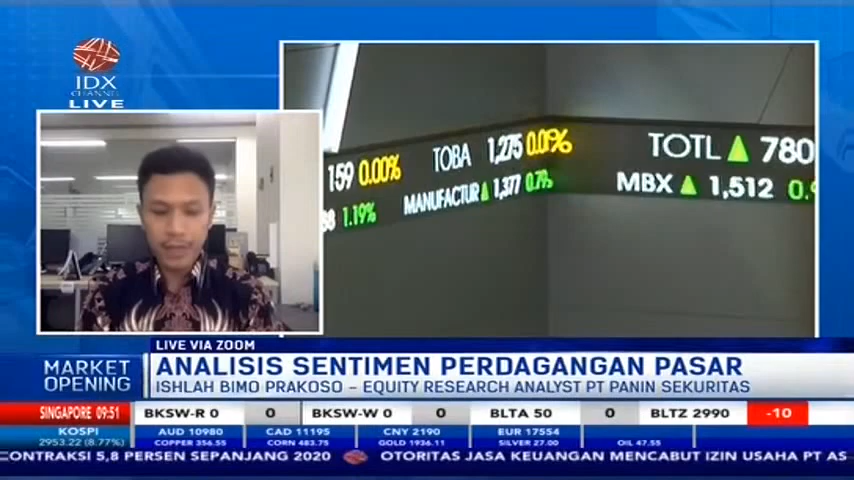 IDX
CHANNEL
LIVE
159 0.00% TOBA 1,275 0.00% TOTL 780
1.19% MANUFACTUR 1,377 0.79% MBX 1,512 0.
LIVE VIA ZOOM
MARKET OPENING
ANALISIS SENTIMEN PERDAGANGAN PASAR
ISHLAH BIMO PRAKOSO – EQUITY RESEARCH ANALYST PT PANIN SEKURITAS
SINGAPORE 09:51 BKSW-R 0 0 BKSW-W 0 0 BLTA 50 0 BLTZ 2990 -10
KOSPI AUD 10980 CAD 11195 CNY 2190 EUR 17554
2953.22 (8.77%) COPPER 356.55 CORN 483.75 GOLD 1936.11 SILVER 27.00 OIL 47.55
CONTRAKSI 5,8 PERSEN SEPANJANG 2020 OTORITAS JASA KEUANGAN MENCABUT IZIN USAHA PT AS